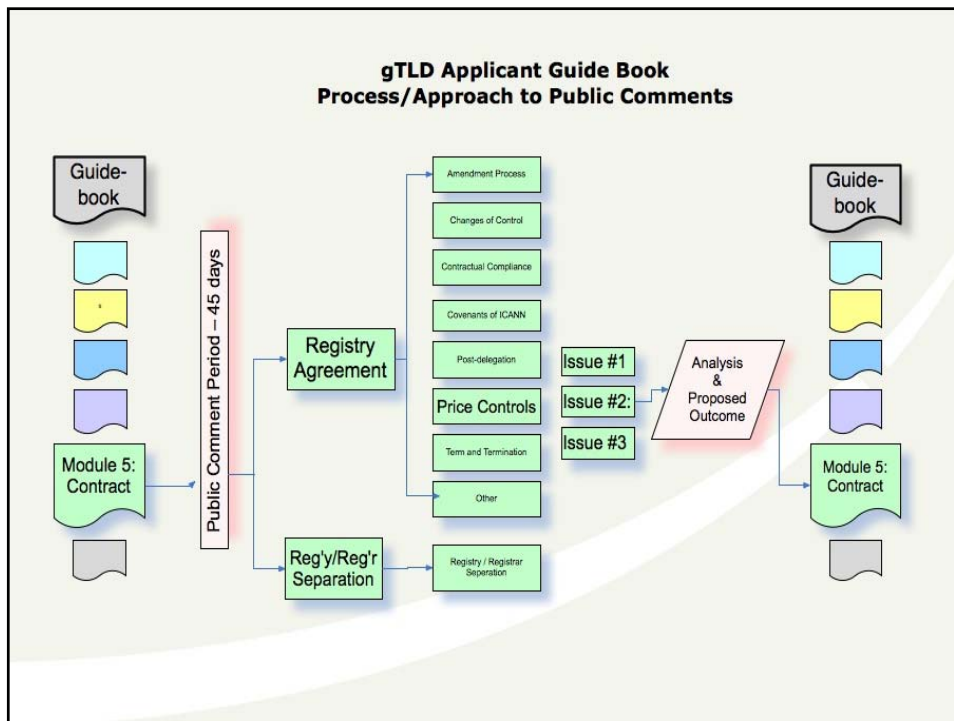 gTLD Applicant Guide Book
Process/Approach to Public Comments
Guide-
book
Module 5:
Contract
Public Comment Period – 45 days
Registry
Agreement
Reg'y/Reg'r
Separation
Amendment Process
Changes of Control
Contractual Compliance
Covenants of ICANN
Post-delegation
Price Controls
Term and Termination
Other
Registry / Registrar
Seperation
Issue #1
Issue #2:
Issue #3
Analysis
&
Proposed
Outcome
Guide-
book
Module 5:
Contract